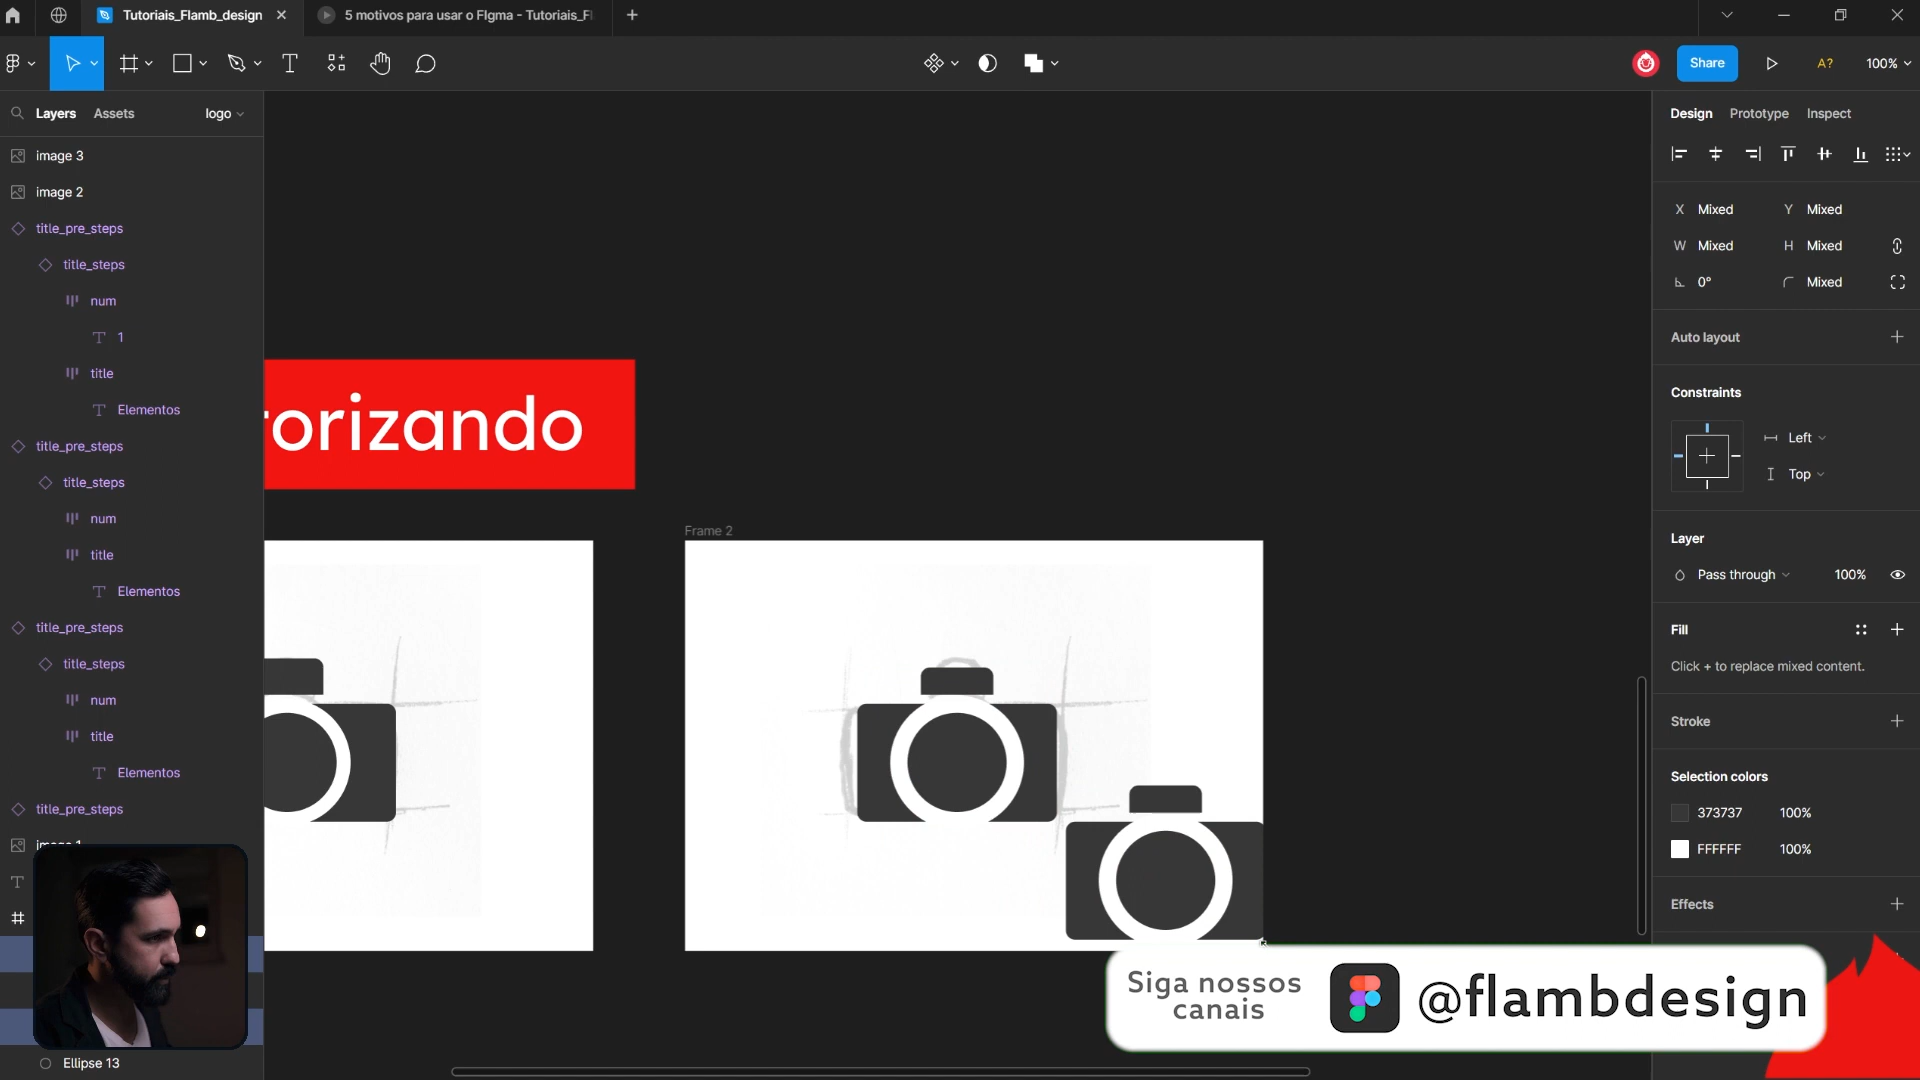 Tutoriais_Flamb_design
5 motivos para usar o FIgma - Tutoriais_Fl
Share
A?
100%
Layers
Assets
logo
Design
Prototype
Inspect
image 3
image 2
title_pre_steps
title_steps
num
1
title
Elementos
title_pre_steps
title_steps
num
title
Elementos
title_pre_steps
title_steps
num
title
Elementos
title_pre_steps
Ellipse 13
torizando
Frame 2
X Mixed
Y Mixed
W Mixed
H Mixed
0°
Mixed
Auto layout
Constraints
Left
Top
Layer
Pass through
100%
Fill
Click + to replace mixed content.
Stroke
Selection colors
373737
100%
FFFFFF
100%
Effects
Siga nossos
canais
@flambdesign